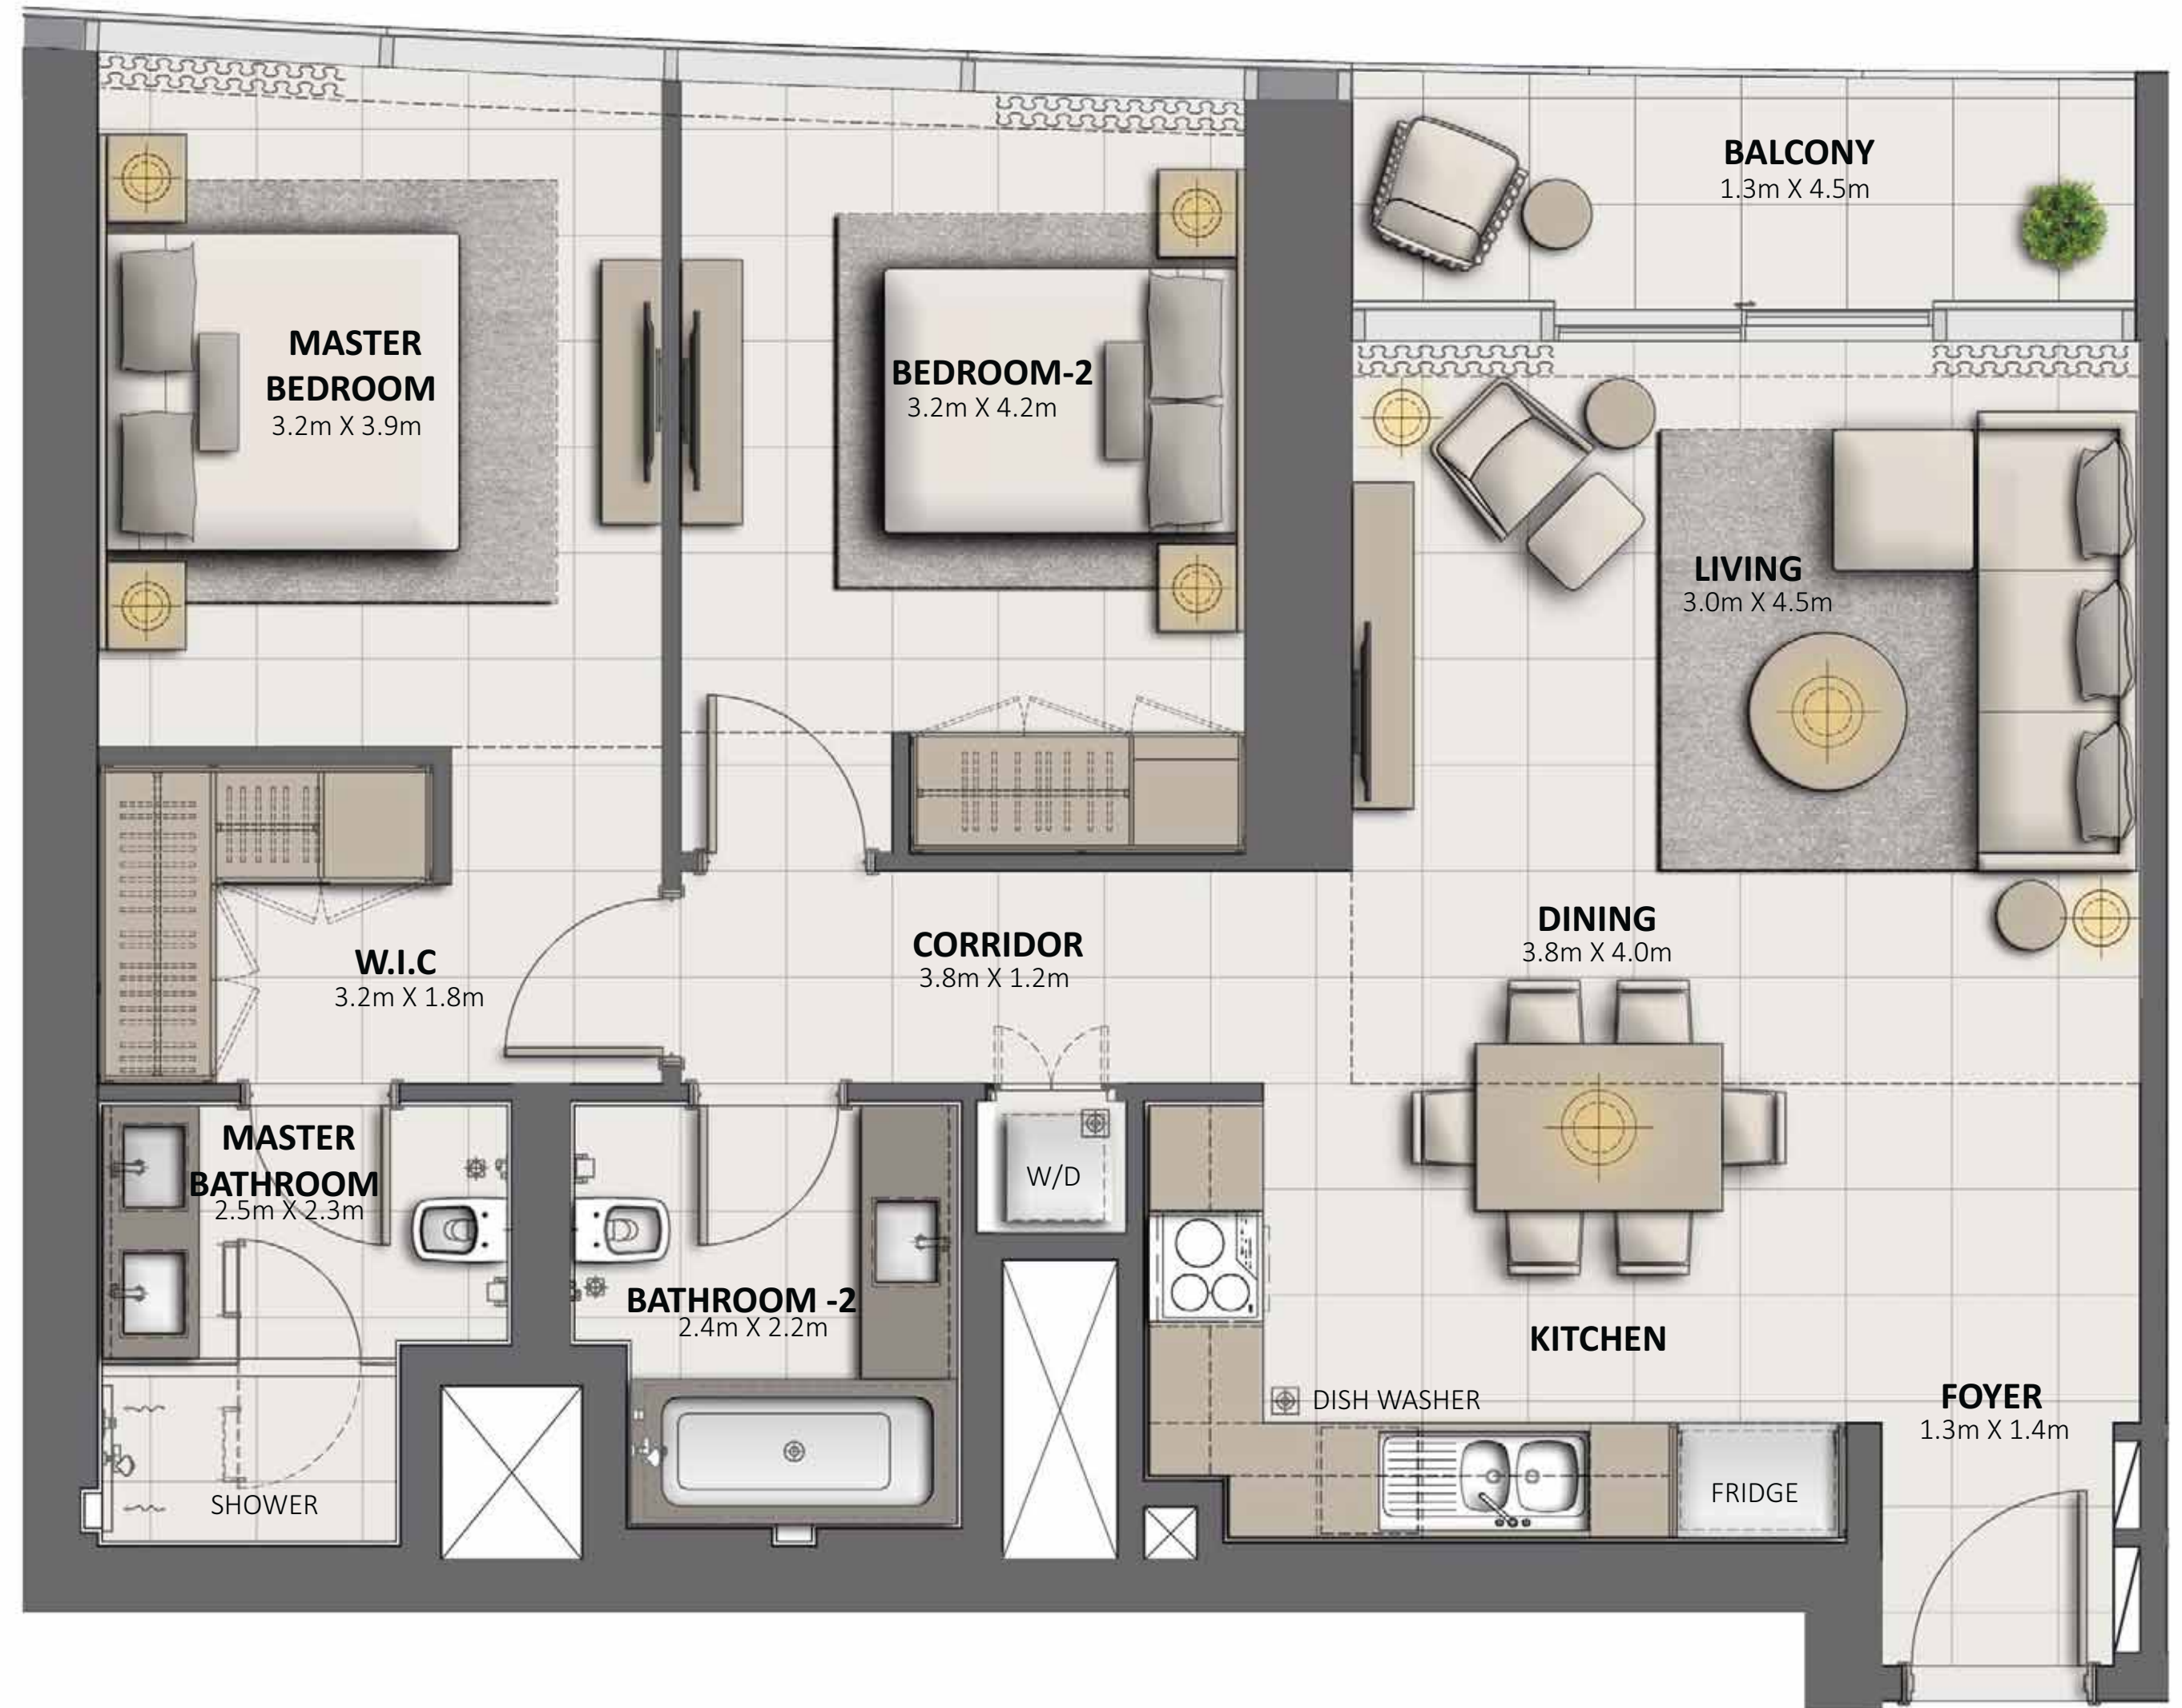 BALCONY
1.3m X 4.5m
MASTER
BEDROOM
3.2m X 3.9m
BEDROOM-2
3.2m X 4.2m
LIVING
3.0m X 4.5m
DINING
3.8m X 4.0m
CORRIDOR
3.8m X 1.2m
W.I.C
3.2m X 1.8m
MASTER
BATHROOM
2.5m X 2.3m
W/D
BATHROOM -2
2.4m X 2.2m
KITCHEN
DISH WASHER
FOYER
1.3m X 1.4m
FRIDGE
SHOWER